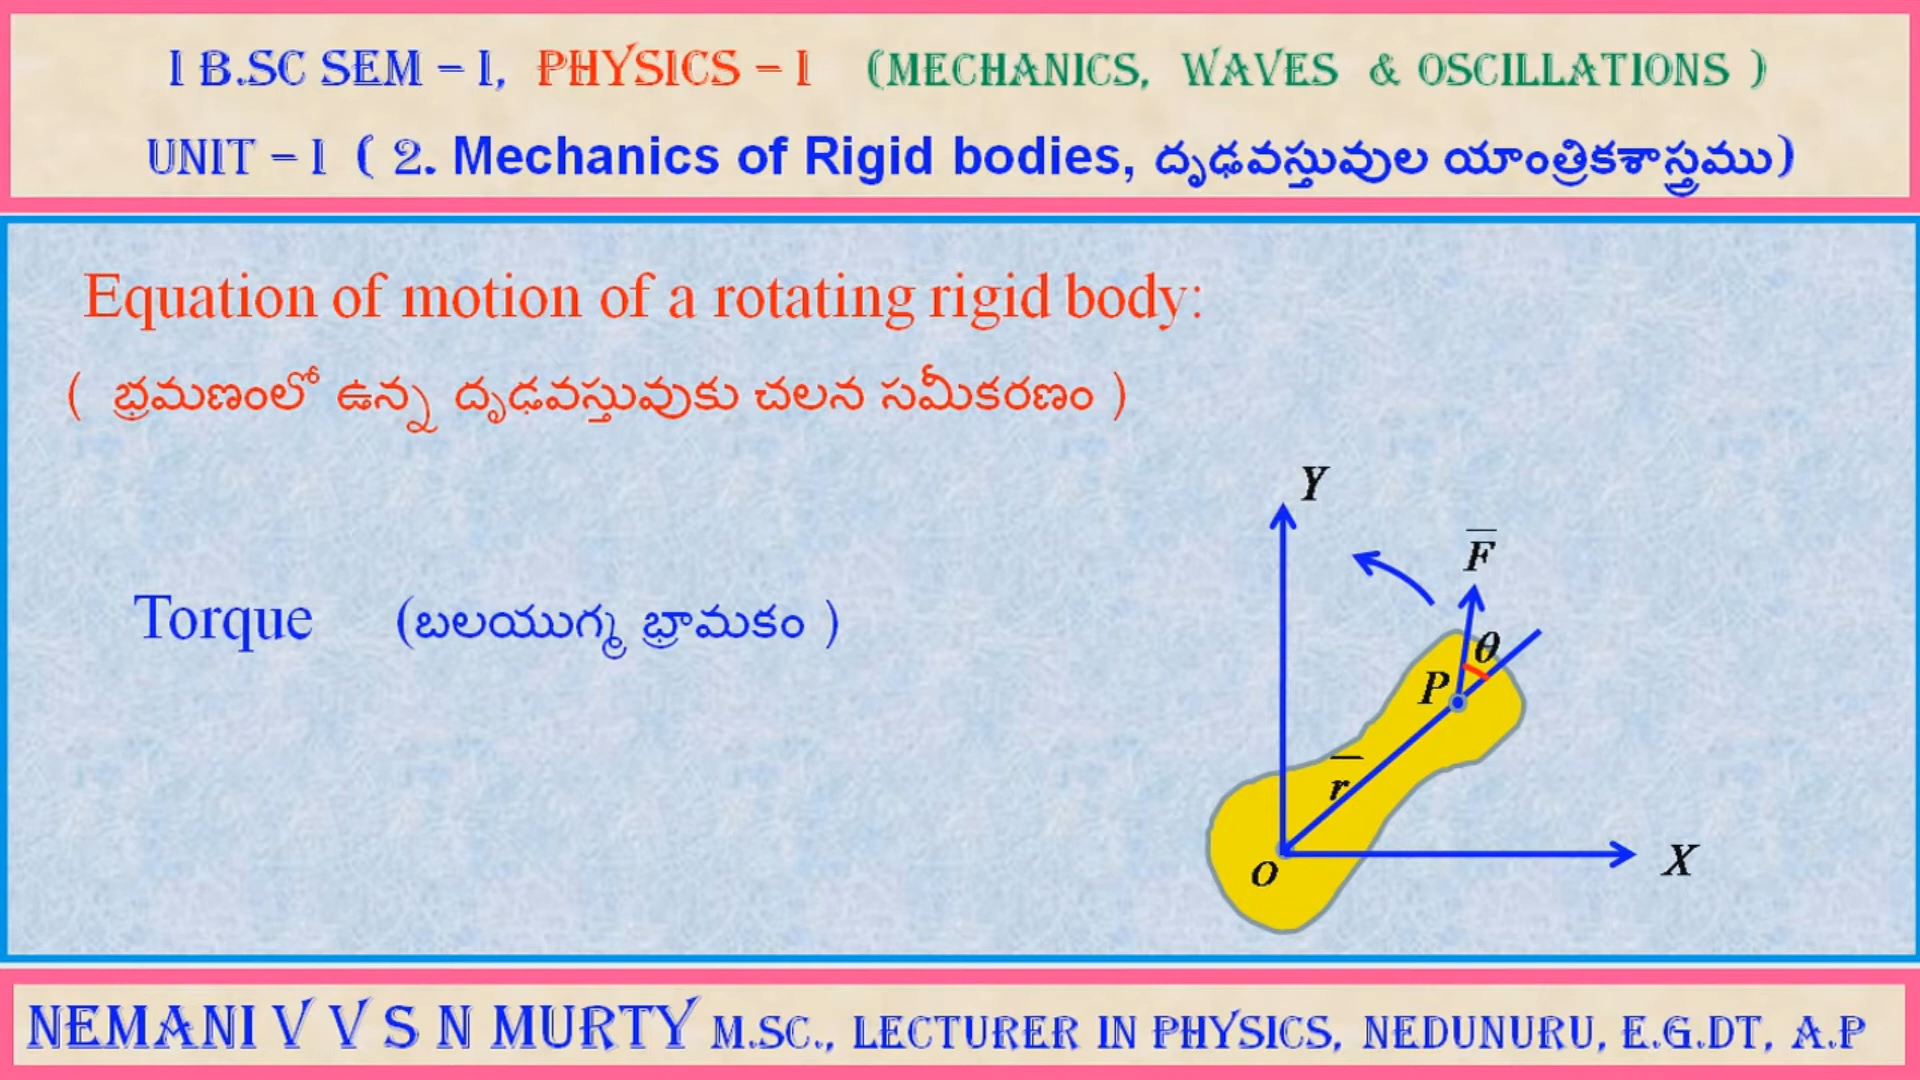 I B.SC SEM – I, PHYSICS – I (MECHANICS, WAVES & OSCILLATIONS )
UNIT – I ( 2. Mechanics of Rigid bodies, దృఢవస్తువుల యాంత్రికశాస్త్రము)
Equation of motion of a rotating rigid body:
( భ్రమణంలో ఉన్న దృఢవస్తువుకు చలన సమీకరణం )
Y
F
Torque (బలయుగ్మ భ్రామకం )
θ
P
r
O
X
NEMANI V V S N MURTY M.SC., LECTURER IN PHYSICS, NEDUNURU, E.G.DT, A.P